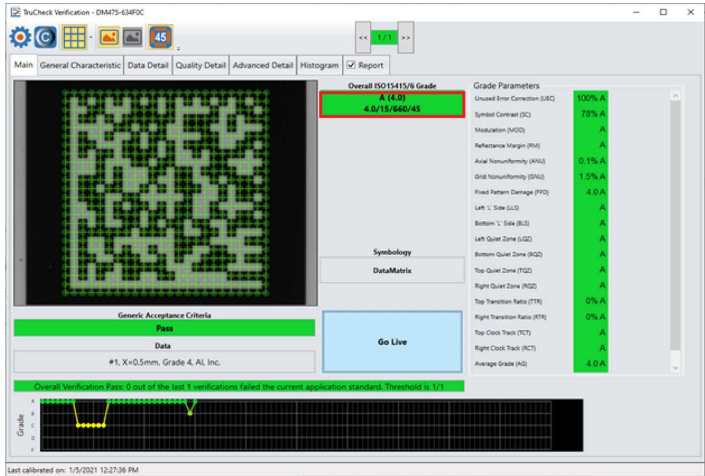 TruCheck Verification - DM475-634F0C
45
<< 1/1 >>
Main General Characteristic Data Detail Quality Detail Advanced Detail Histogram Report
Overall ISO15415/6 Grade
A (4.0)
4.0/15/660/45
Grade Parameters
Unused Error Correction (UEC) 100% A
Symbol Contrast (SC) 78% A
Modulation (MOD) A
Reflectance Margin (RM) A
Axial Nonuniformity (ANU) 0.1% A
Grid Nonuniformity (GNU) 1.5% A
Fixed Pattern Damage (FPD) 4.0 A
Left 'L' Side (LLS) A
Bottom 'L' Side (BLS) A
Left Quiet Zone (LQZ) A
Bottom Quiet Zone (BQZ) A
Top Quiet Zone (TQZ) A
Right Quiet Zone (RQZ) A
Top Transition Ratio (TTR) 0% A
Right Transition Ratio (RTR) 0% A
Top Clock Track (TCT) A
Right Clock Track (RCT) A
Average Grade (AG) 4.0 A
Symbology
DataMatrix
Generic Acceptance Criteria
Pass
Data
#1, X=0.5mm, Grade 4, AI, Inc.
Go Live
Overall Verification Pass: 0 out of the last 1 verifications failed the current application standard. Threshold is 1/1
Grade
A
B
C
D
F
Last calibrated on: 1/5/2021 12:27:36 PM